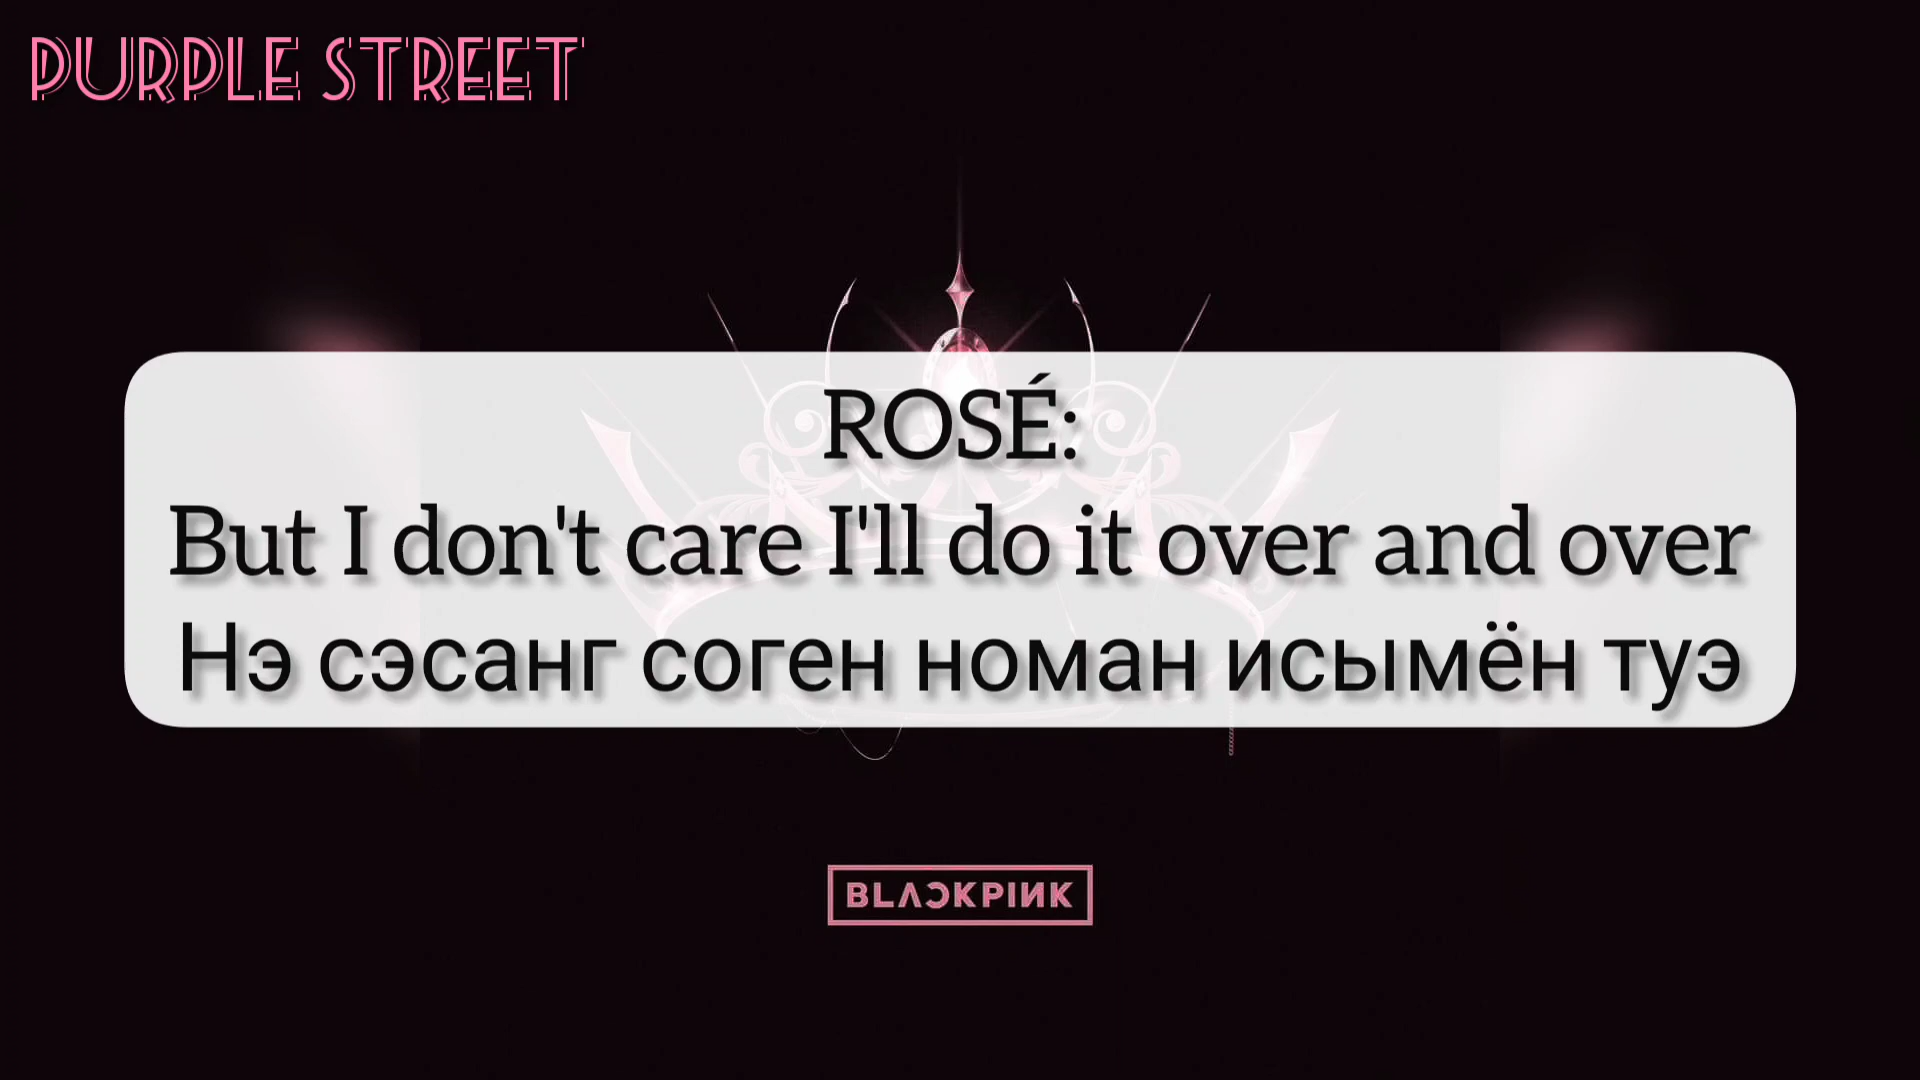 PURPLE STREET
ROSÉ:
But I don't care I'll do it over and over
Нэ сэсанг соген номан исымён туэ
BLACKPINK